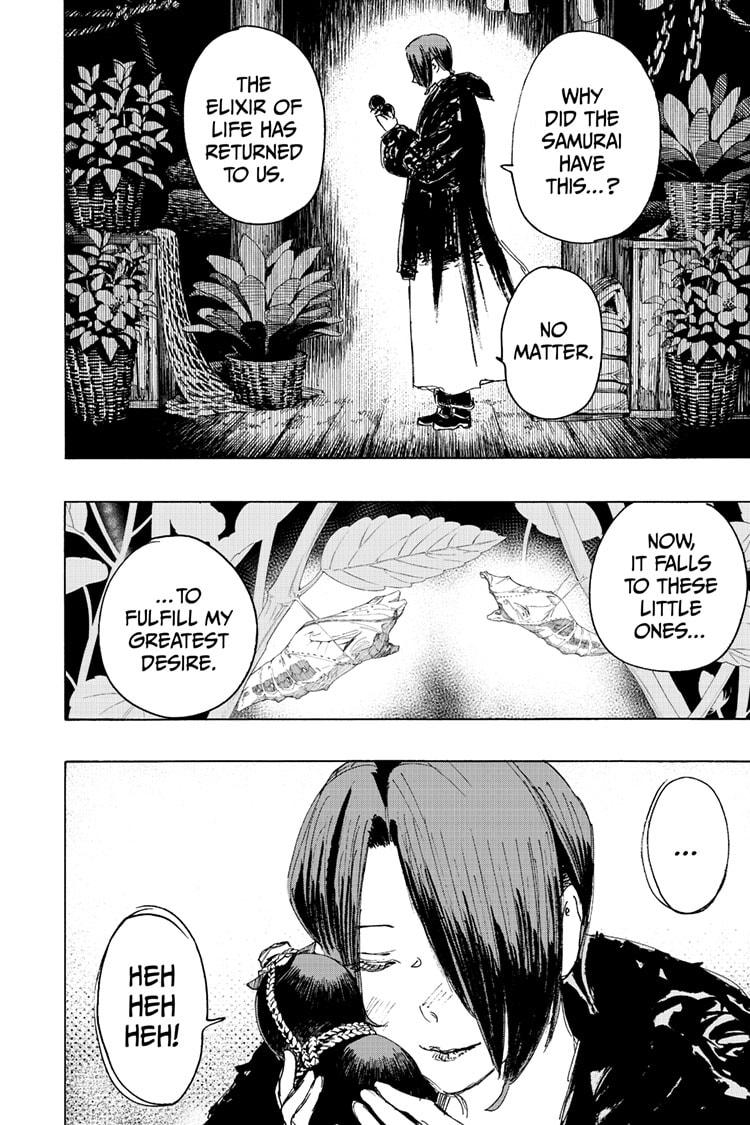 WHY
DID THE
SAMURAI
HAVE
THIS...?
THE
ELIXIR OF
LIFE HAS
RETURNED
TO US.
NO
MATTER.
NOW,
IT FALLS
TO THESE
LITTLE
ONES...
...TO
FULFILL MY
GREATEST
DESIRE.
...
HEH
HEH
HEH!